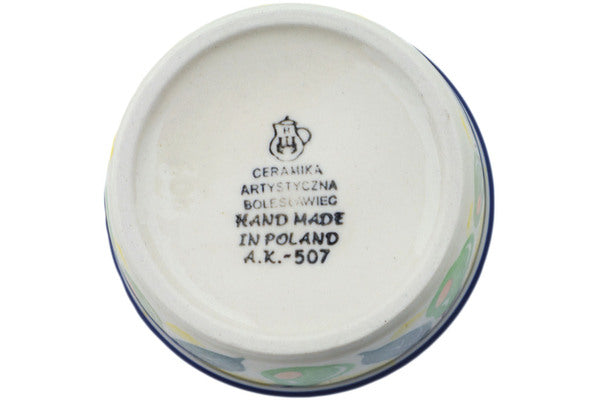 CERAMIKA
ARTYSTYCZNA
BOLESŁAWIEC
HAND MADE
IN POLAND
A.K.-507